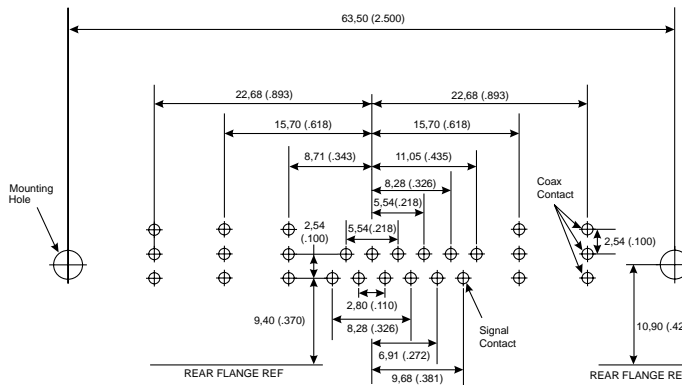 63,50 (2.500)
22,68 (.893)
22,68 (.893)
15,70 (.618)
15,70 (.618)
8,71 (.343)
11,05 (.435)
8,28 (.326)
5,54(.218)
Mounting
Hole
Coax
Contact
2,54
(.100)
5,54(.218)
2,54 (.100)
2,80 (.110)
9,40 (.370)
8,28 (.326)
Signal
Contact
6,91 (.272)
9,68 (.381)
10,90 (.42
REAR FLANGE REF
REAR FLANGE RE